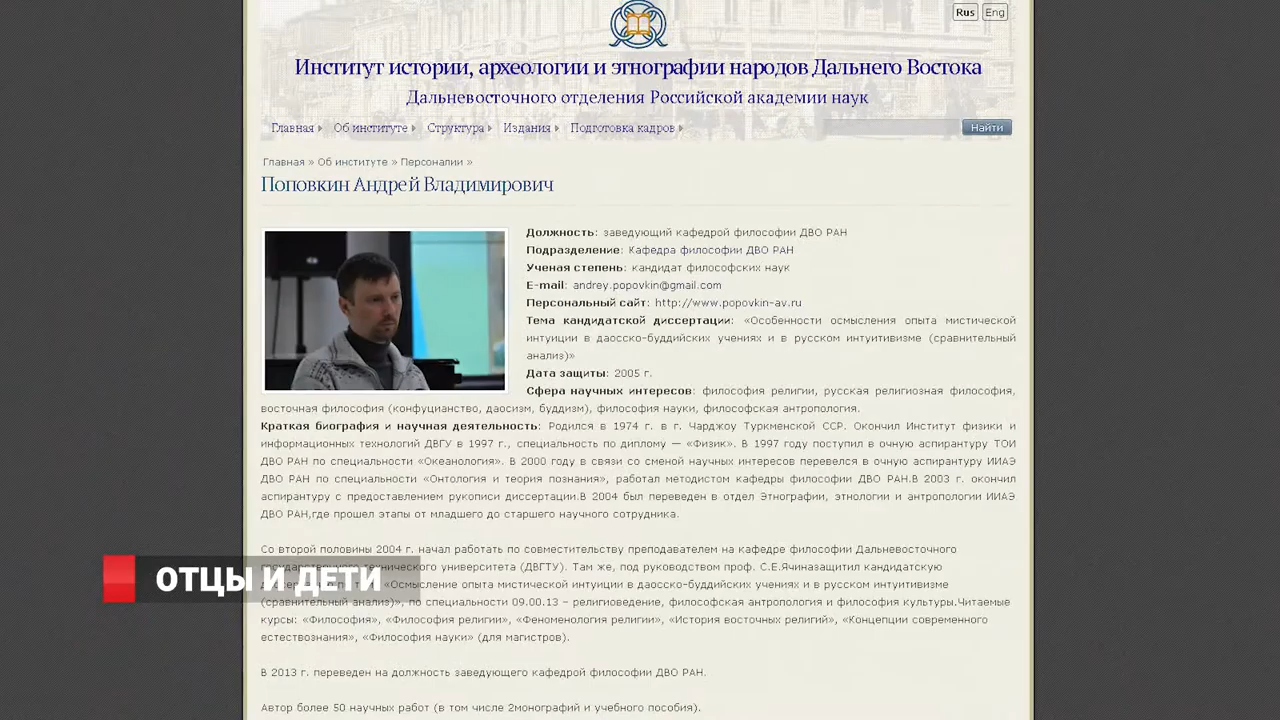 Rus Eng
Институт истории, археологии и этнографии народов Дальнего Востока
Дальневосточного отделения Российской академии наук
Главная Об институте Структура Издания Подготовка кадров Найти
Главная » Об институте » Персоналии »
Поповкин Андрей Владимирович
Должность: заведующий кафедрой философии ДВО РАН
Подразделение: Кафедра философии ДВО РАН
Ученая степень: кандидат философских наук
E-mail: andrey.popovkin@gmail.com
Персональный сайт: http://www.popovkin-av.ru
Тема кандидатской диссертации: «Особенности осмысления опыта мистической
интуиции в даосско-буддийских учениях и в русском интуитивизме (сравнительный
анализ)»
Дата защиты: 2005 г.
Сфера научных интересов: философия религии, русская религиозная философия,
восточная философия (конфуцианство, даосизм, буддизм), философия науки, философская антропология.
Краткая биография и научная деятельность: Родился в 1974 г. в г. Чарджоу Туркменской ССР. Окончил Институт физики и
информационных технологий ДВГУ в 1997 г., специальность по диплому — «Физик». В 1997 году поступил в очную аспирантуру ТОИ
ДВО РАН по специальности «Океанология». В 2000 году в связи со сменой научных интересов перевелся в очную аспирантуру ИИАЭ
ДВО РАН по специальности «Онтология и теория познания», работал методистом кафедры философии ДВО РАН.В 2003 г. окончил
аспирантуру с предоставлением рукописи диссертации.В 2004 был переведен в отдел Этнографии, этнологии и антропологии ИИАЭ
ДВО РАН,где прошел этапы от младшего до старшего научного сотрудника.
Со второй половины 2004 г. начал работать по совместительству преподавателем на кафедре философии Дальневосточного
государственного технического университета (ДВГТУ). Там же, под руководством проф. С.Е.Ячиназащитил кандидатскую
«Осмысление опыта мистической интуиции в даосско-буддийских учениях и в русском интуитивизме
(сравнительный анализ)», по специальности 09.00.13 – религиоведение, философская антропология и философия культуры.Читаемые
курсы: «Философия», «Философия религии», «Феноменология религии», «История восточных религий», «Концепции современного
естествознания», «Философия науки» (для магистров).
В 2013 г. переведен на должность заведующего кафедрой философии ДВО РАН.
Автор более 50 научных работ (в том числе 2монографий и учебного пособия).
ОТЦЫ И ДЕТИ